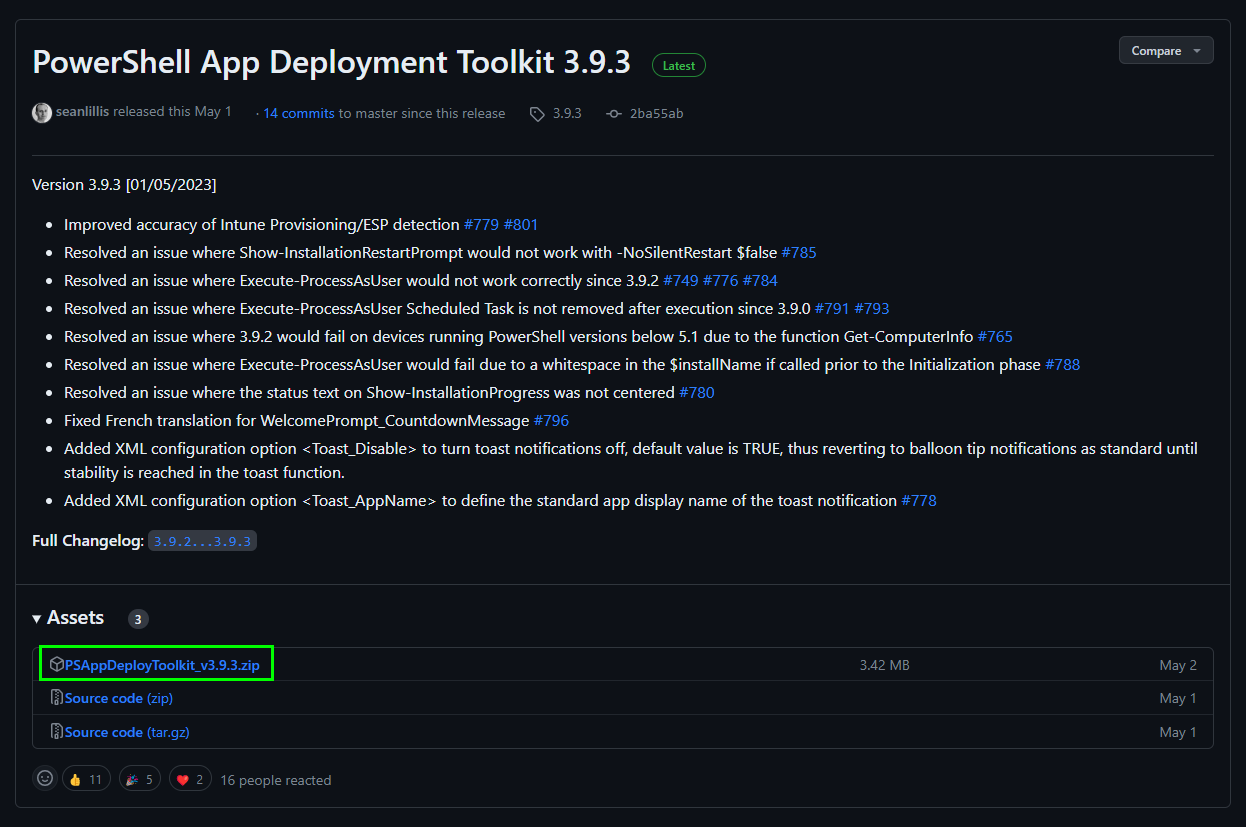 PowerShell App Deployment Toolkit 3.9.3 Latest
Compare
seanlillis released this May 1 · 14 commits to master since this release 3.9.3 2ba55ab
Version 3.9.3 [01/05/2023]
• Improved accuracy of Intune Provisioning/ESP detection #779 #801
• Resolved an issue where Show-InstallationRestartPrompt would not work with -NoSilentRestart $false #785
• Resolved an issue where Execute-ProcessAsUser would not work correctly since 3.9.2 #749 #776 #784
• Resolved an issue where Execute-ProcessAsUser Scheduled Task is not removed after execution since 3.9.0 #791 #793
• Resolved an issue where 3.9.2 would fail on devices running PowerShell versions below 5.1 due to the function Get-ComputerInfo #765
• Resolved an issue where Execute-ProcessAsUser would fail due to a whitespace in the $installName if called prior to the Initialization phase #788
• Resolved an issue where the status text on Show-InstallationProgress was not centered #780
• Fixed French translation for WelcomePrompt_CountdownMessage #796
• Added XML configuration option <Toast_Disable> to turn toast notifications off, default value is TRUE, thus reverting to balloon tip notifications as standard until
stability is reached in the toast function.
• Added XML configuration option <Toast_AppName> to define the standard app display name of the toast notification #778
Full Changelog: 3.9.2...3.9.3
Assets 3
PSAppDeployToolkit_v3.9.3.zip 3.42 MB May 2
Source code (zip) May 1
Source code (tar.gz) May 1
👍 11 🎉 5 ❤️ 2 16 people reacted